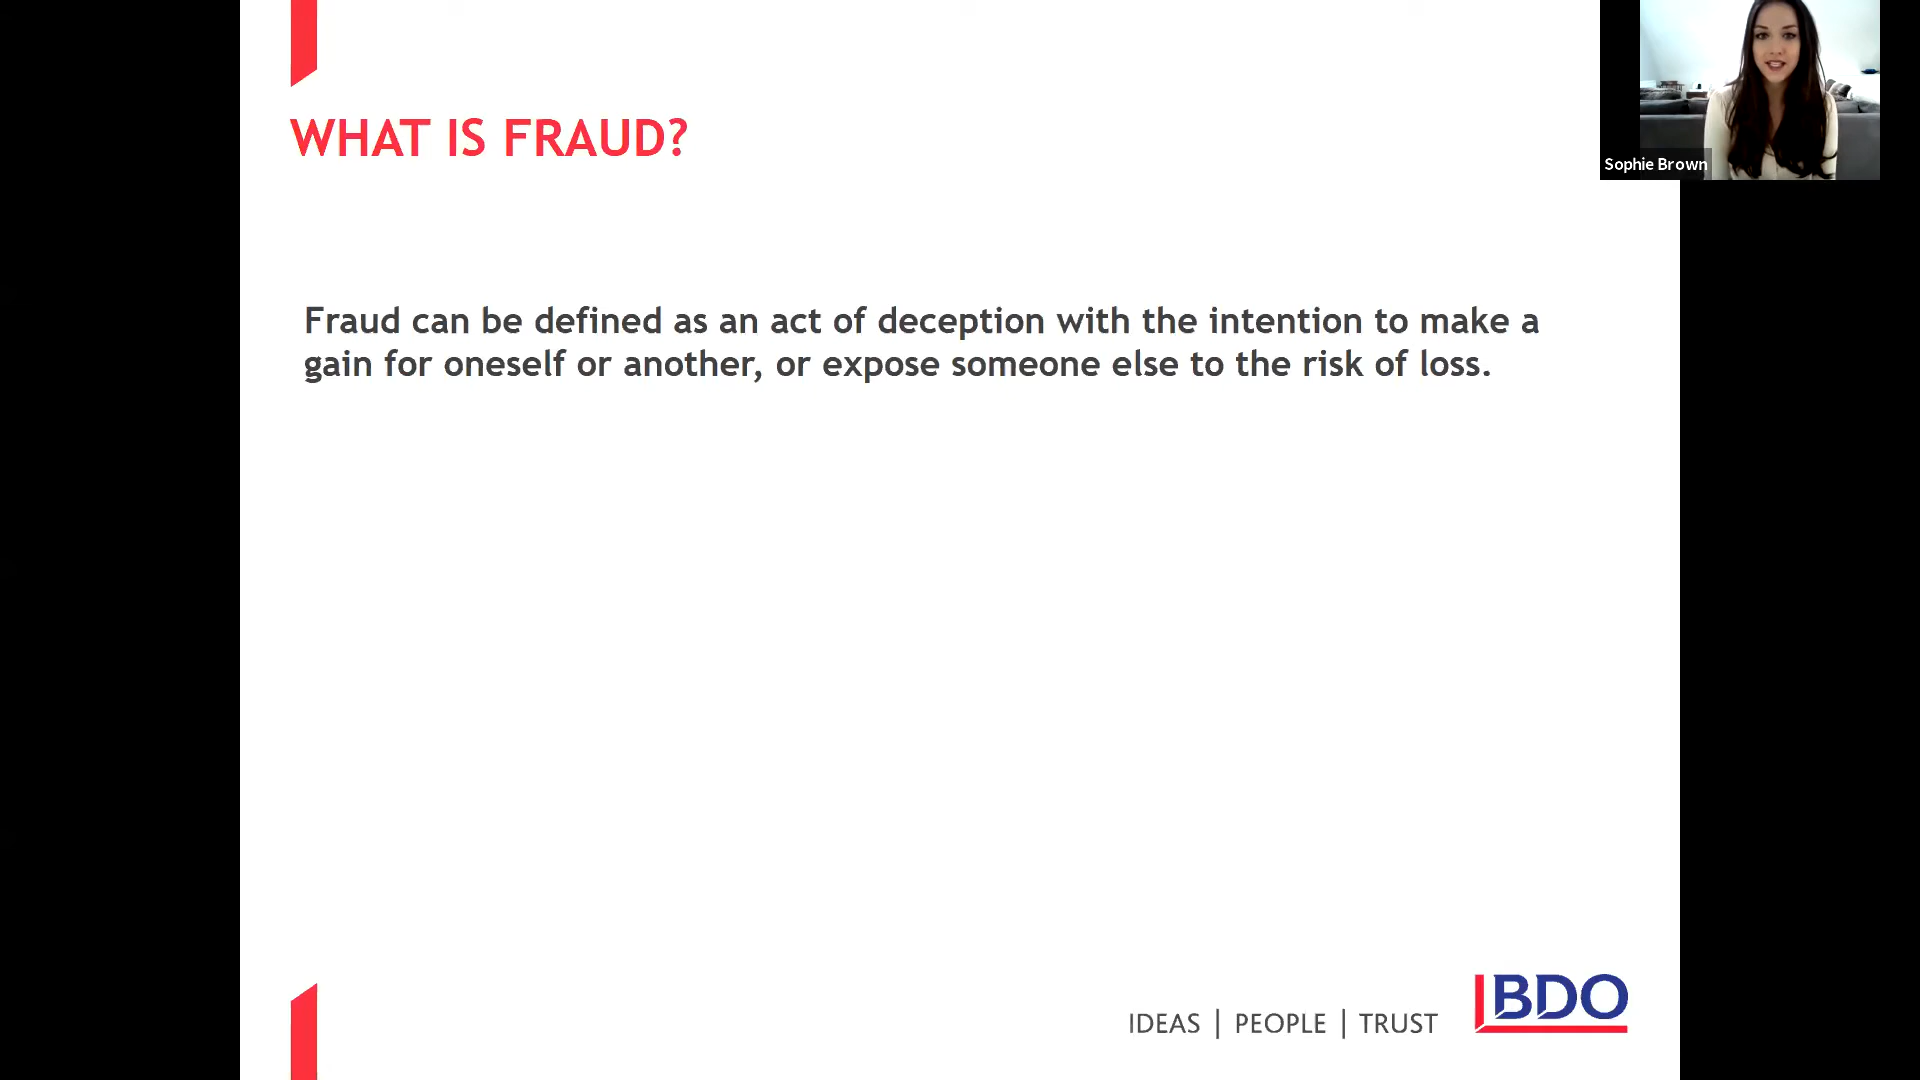 WHAT IS FRAUD?
Sophie Brown
Fraud can be defined as an act of deception with the intention to make a
gain for oneself or another, or expose someone else to the risk of loss.
IDEAS | PEOPLE | TRUST
BDO